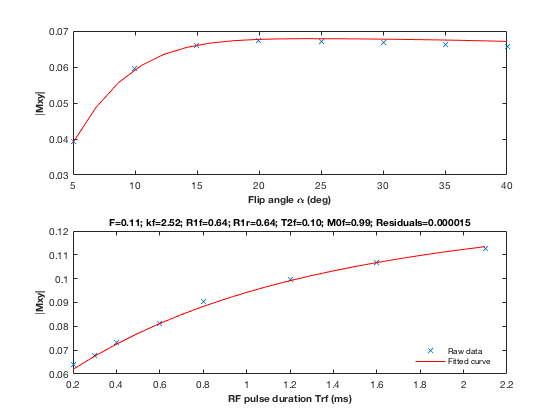 0.07
0.06
0.05
0.04
0.03
|Mxy|
5 10 15 20 25 30 35 40
Flip angle α (deg)
F=0.11; kf=2.52; R1f=0.64; R1r=0.64; T2f=0.10; M0f=0.99; Residuals=0.000015
0.12
0.11
0.1
0.09
0.08
0.07
0.06
|Mxy|
Raw data
Fitted curve
0.2 0.4 0.6 0.8 1 1.2 1.4 1.6 1.8 2 2.2
RF pulse duration Trf (ms)